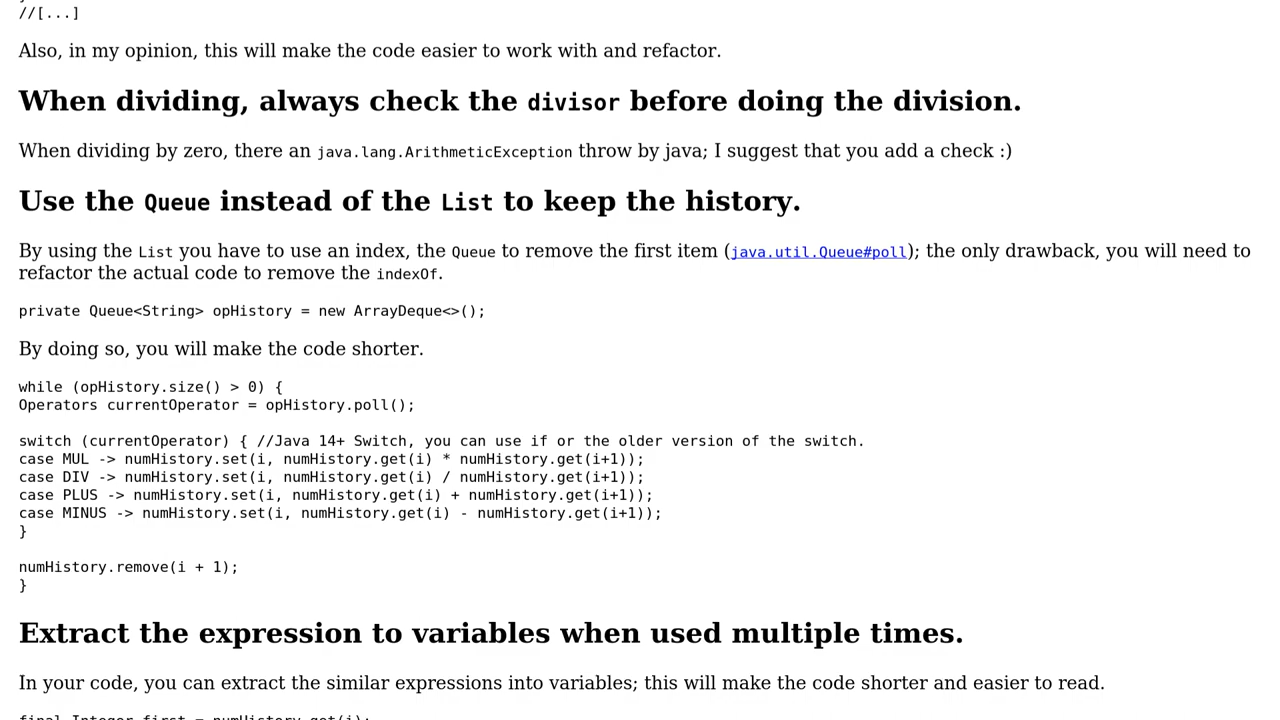 //[...]
Also, in my opinion, this will make the code easier to work with and refactor.
When dividing, always check the divisor before doing the division.
When dividing by zero, there an java.lang.ArithmeticException throw by java; I suggest that you add a check :)
Use the Queue instead of the List to keep the history.
By using the List you have to use an index, the Queue to remove the first item (java.util.Queue#poll); the only drawback, you will need to
refactor the actual code to remove the indexOf.
private Queue<String> opHistory = new ArrayDeque<>();
By doing so, you will make the code shorter.
while (opHistory.size() > 0) {
Operators currentOperator = opHistory.poll();
switch (currentOperator) { //Java 14+ Switch, you can use if or the older version of the switch.
case MUL -> numHistory.set(i, numHistory.get(i) * numHistory.get(i+1));
case DIV -> numHistory.set(i, numHistory.get(i) / numHistory.get(i+1));
case PLUS -> numHistory.set(i, numHistory.get(i) + numHistory.get(i+1));
case MINUS -> numHistory.set(i, numHistory.get(i) - numHistory.get(i+1));
}
numHistory.remove(i + 1);
}
Extract the expression to variables when used multiple times.
In your code, you can extract the similar expressions into variables; this will make the code shorter and easier to read.
final Integer first = numHistory.get(i);